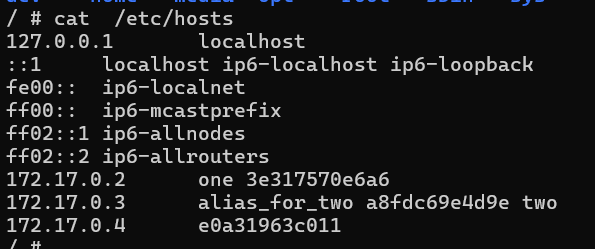 / # cat  /etc/hosts
127.0.0.1       localhost
::1     localhost ip6-localhost ip6-loopback
fe00::  ip6-localnet
ff00::  ip6-mcastprefix
ff02::1 ip6-allnodes
ff02::2 ip6-allrouters
172.17.0.2      one 3e317570e6a6
172.17.0.3      alias_for_two a8fdc69e4d9e two
172.17.0.4      e0a31963c011
/ #